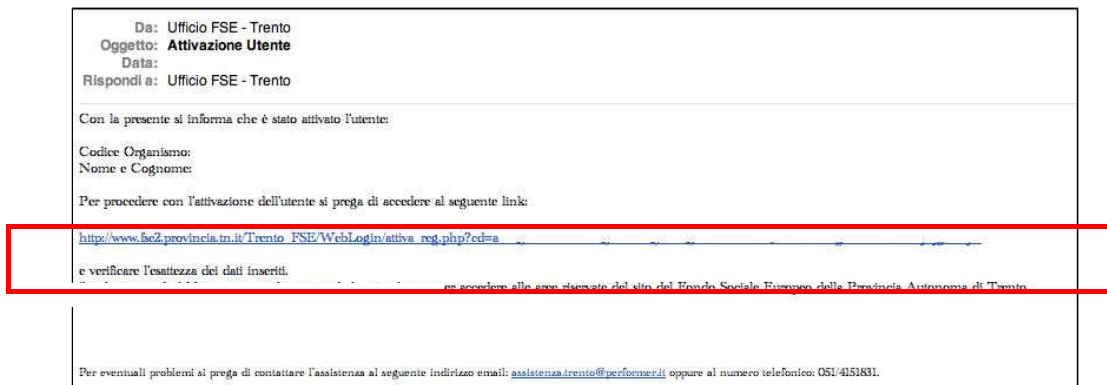 Da: Ufficio FSE - Trento
Oggetto: Attivazione Utente
Data:
Rispondi a: Ufficio FSE - Trento
Con la presente si informa che è stato attivato l'utente:
Codice Organismo:
Nome e Cognome:
Per procedere con l'attivazione dell'utente si prega di accedere al seguente link:
http://www.fse2.provincia.tn.it/Trento_FSE/WebLogin/attiva_reg.php?cd=a
e verificare l'esattezza dei dati inseriti.
er accedere alle aree riservate del sito del Fondo Sociale Europeo della Provincia Autonoma di Trento
Per eventuali problemi si prega di contattare l'assistenza al seguente indirizzo email: assistenza.trento@performer.it oppure al numero telefonico: 051/4151831.